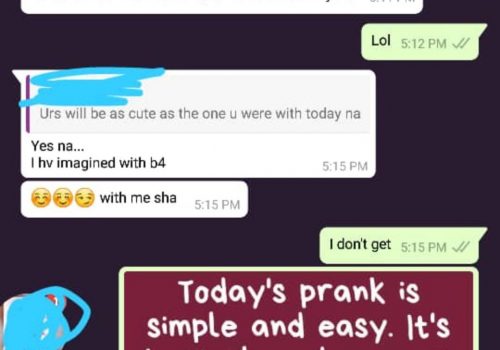 Lol 5:12 PM
Urs will be as cute as the one u were with today na
Yes na...
I hv imagined with b4
5:15 PM
☺️☺️😏 with me sha 5:15 PM
I don't get 5:15 PM
Today's prank is
simple and easy. It's